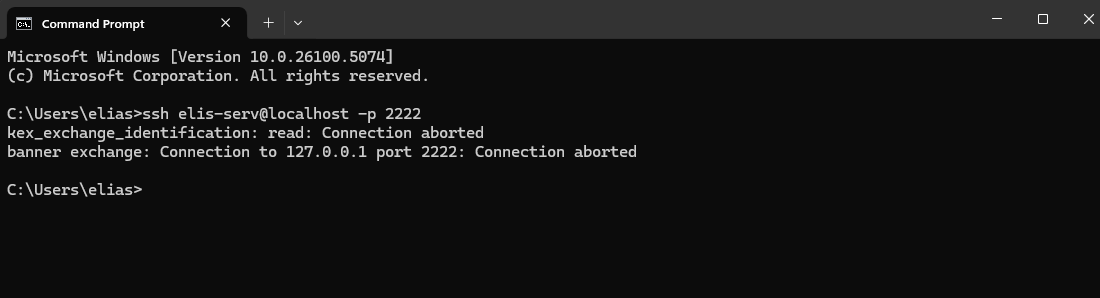 Command Prompt
Microsoft Windows [Version 10.0.26100.5074]
(c) Microsoft Corporation. All rights reserved.
C:\Users\elias>ssh elis-serv@localhost -p 2222
kex_exchange_identification: read: Connection aborted
banner exchange: Connection to 127.0.0.1 port 2222: Connection aborted
C:\Users\elias>